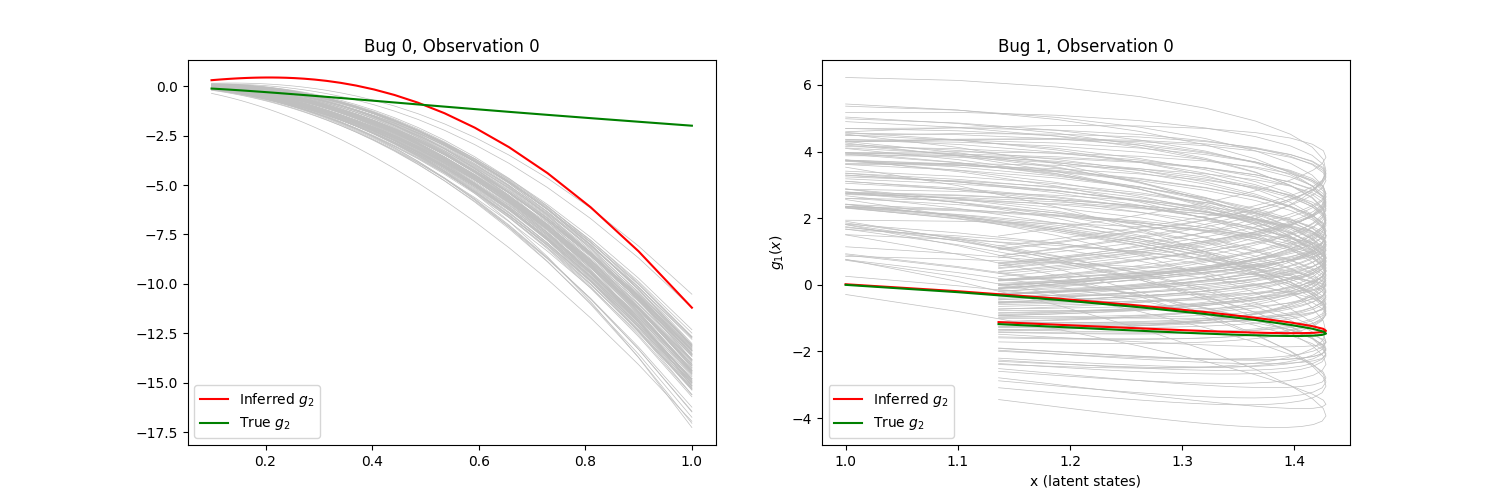 Bug 0, Observation 0
0.0
−2.5
−5.0
−7.5
−10.0
−12.5
−15.0
−17.5
0.2 0.4 0.6 0.8 1.0
Inferred g₂
True g₂
Bug 1, Observation 0
g₁(x)
6
4
2
0
−2
−4
1.0 1.1 1.2 1.3 1.4
x (latent states)
Inferred g₂
True g₂